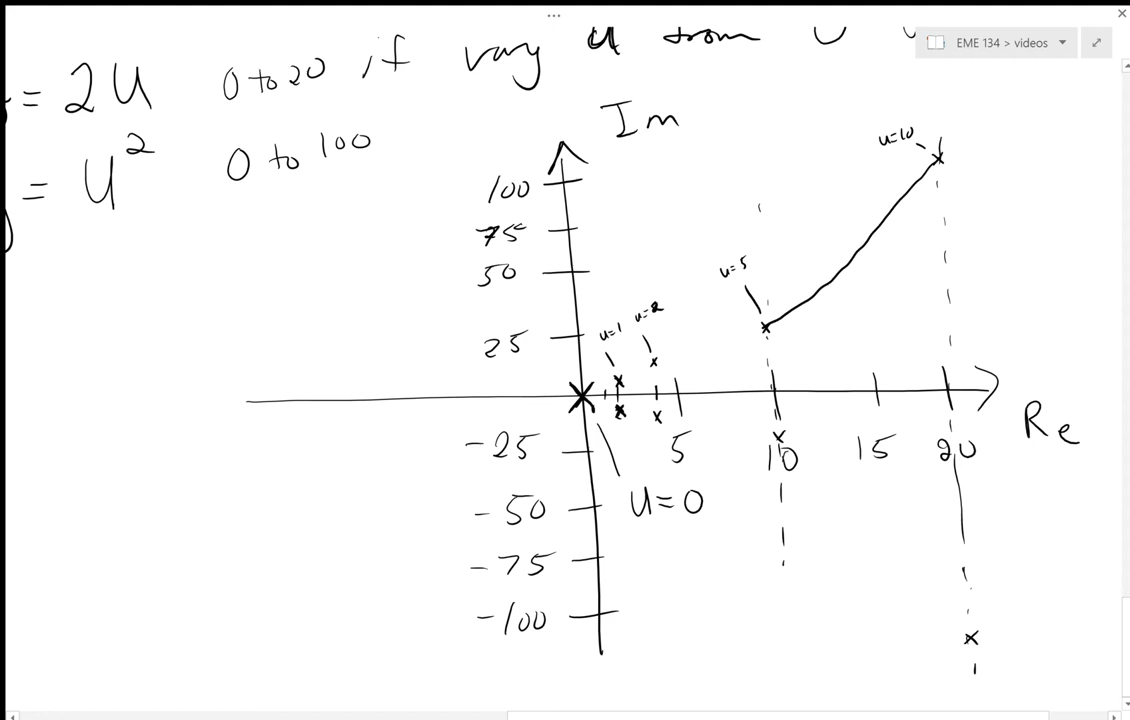 EME 134 > videos
if vary u from 0
= 2u 0 to 20
= u² 0 to 100
Im
u=10
100
75
50
u=5
u=1 u=2
25
Re
-25 5 10 15 20
-50 u=0
-75
-100